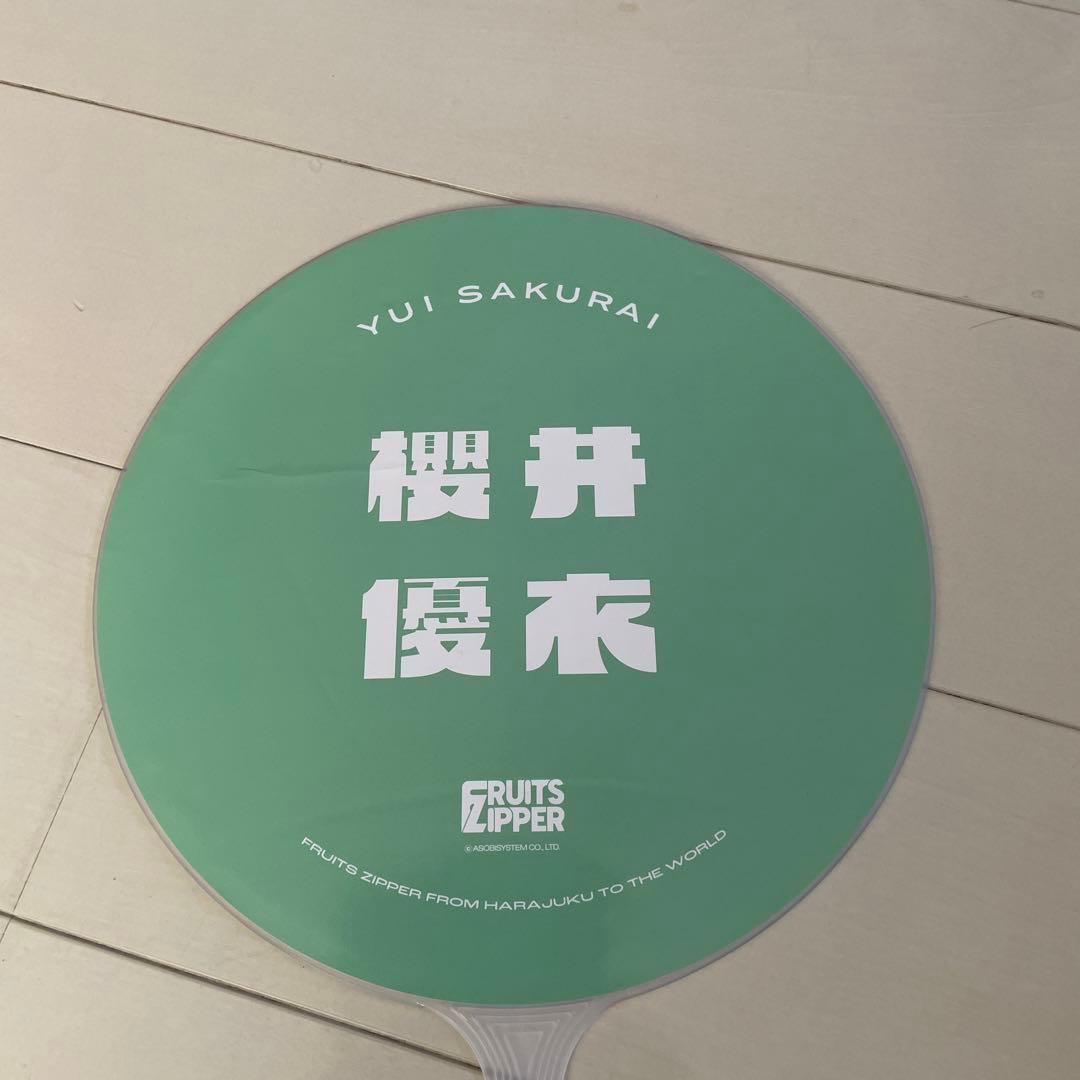 YUI SAKURAI
櫻井
優衣
FRUITS
ZIPPER
©ASOBISYSTEM CO., LTD.
FRUITS ZIPPER FROM HARAJUKU TO THE WORLD